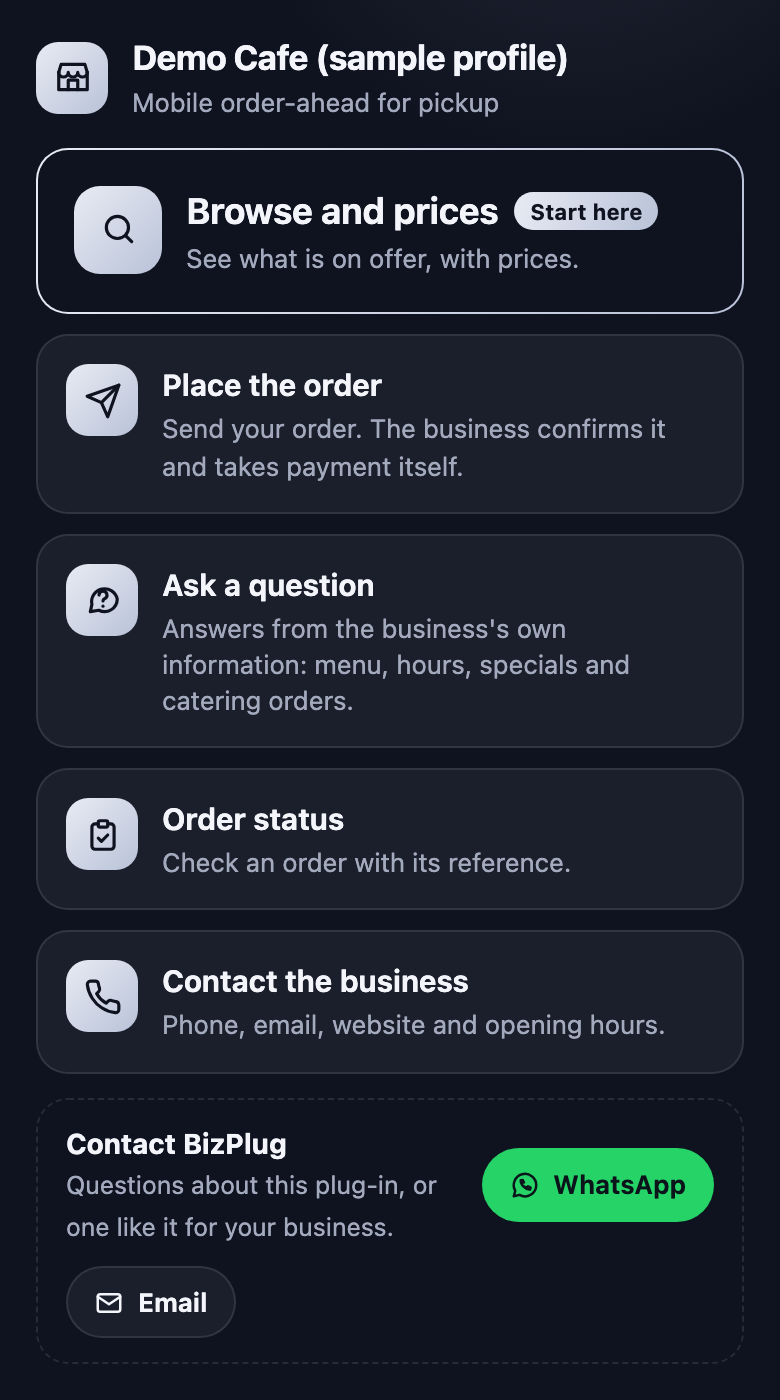 Demo Cafe (sample profile)
Mobile order-ahead for pickup
Browse and prices
Start here
See what is on offer, with prices.
Place the order
Send your order. The business confirms it
and takes payment itself.
Ask a question
Answers from the business's own
information: menu, hours, specials and
catering orders.
Order status
Check an order with its reference.
Contact the business
Phone, email, website and opening hours.
Contact BizPlug
Questions about this plug-in, or
one like it for your business.
WhatsApp
Email